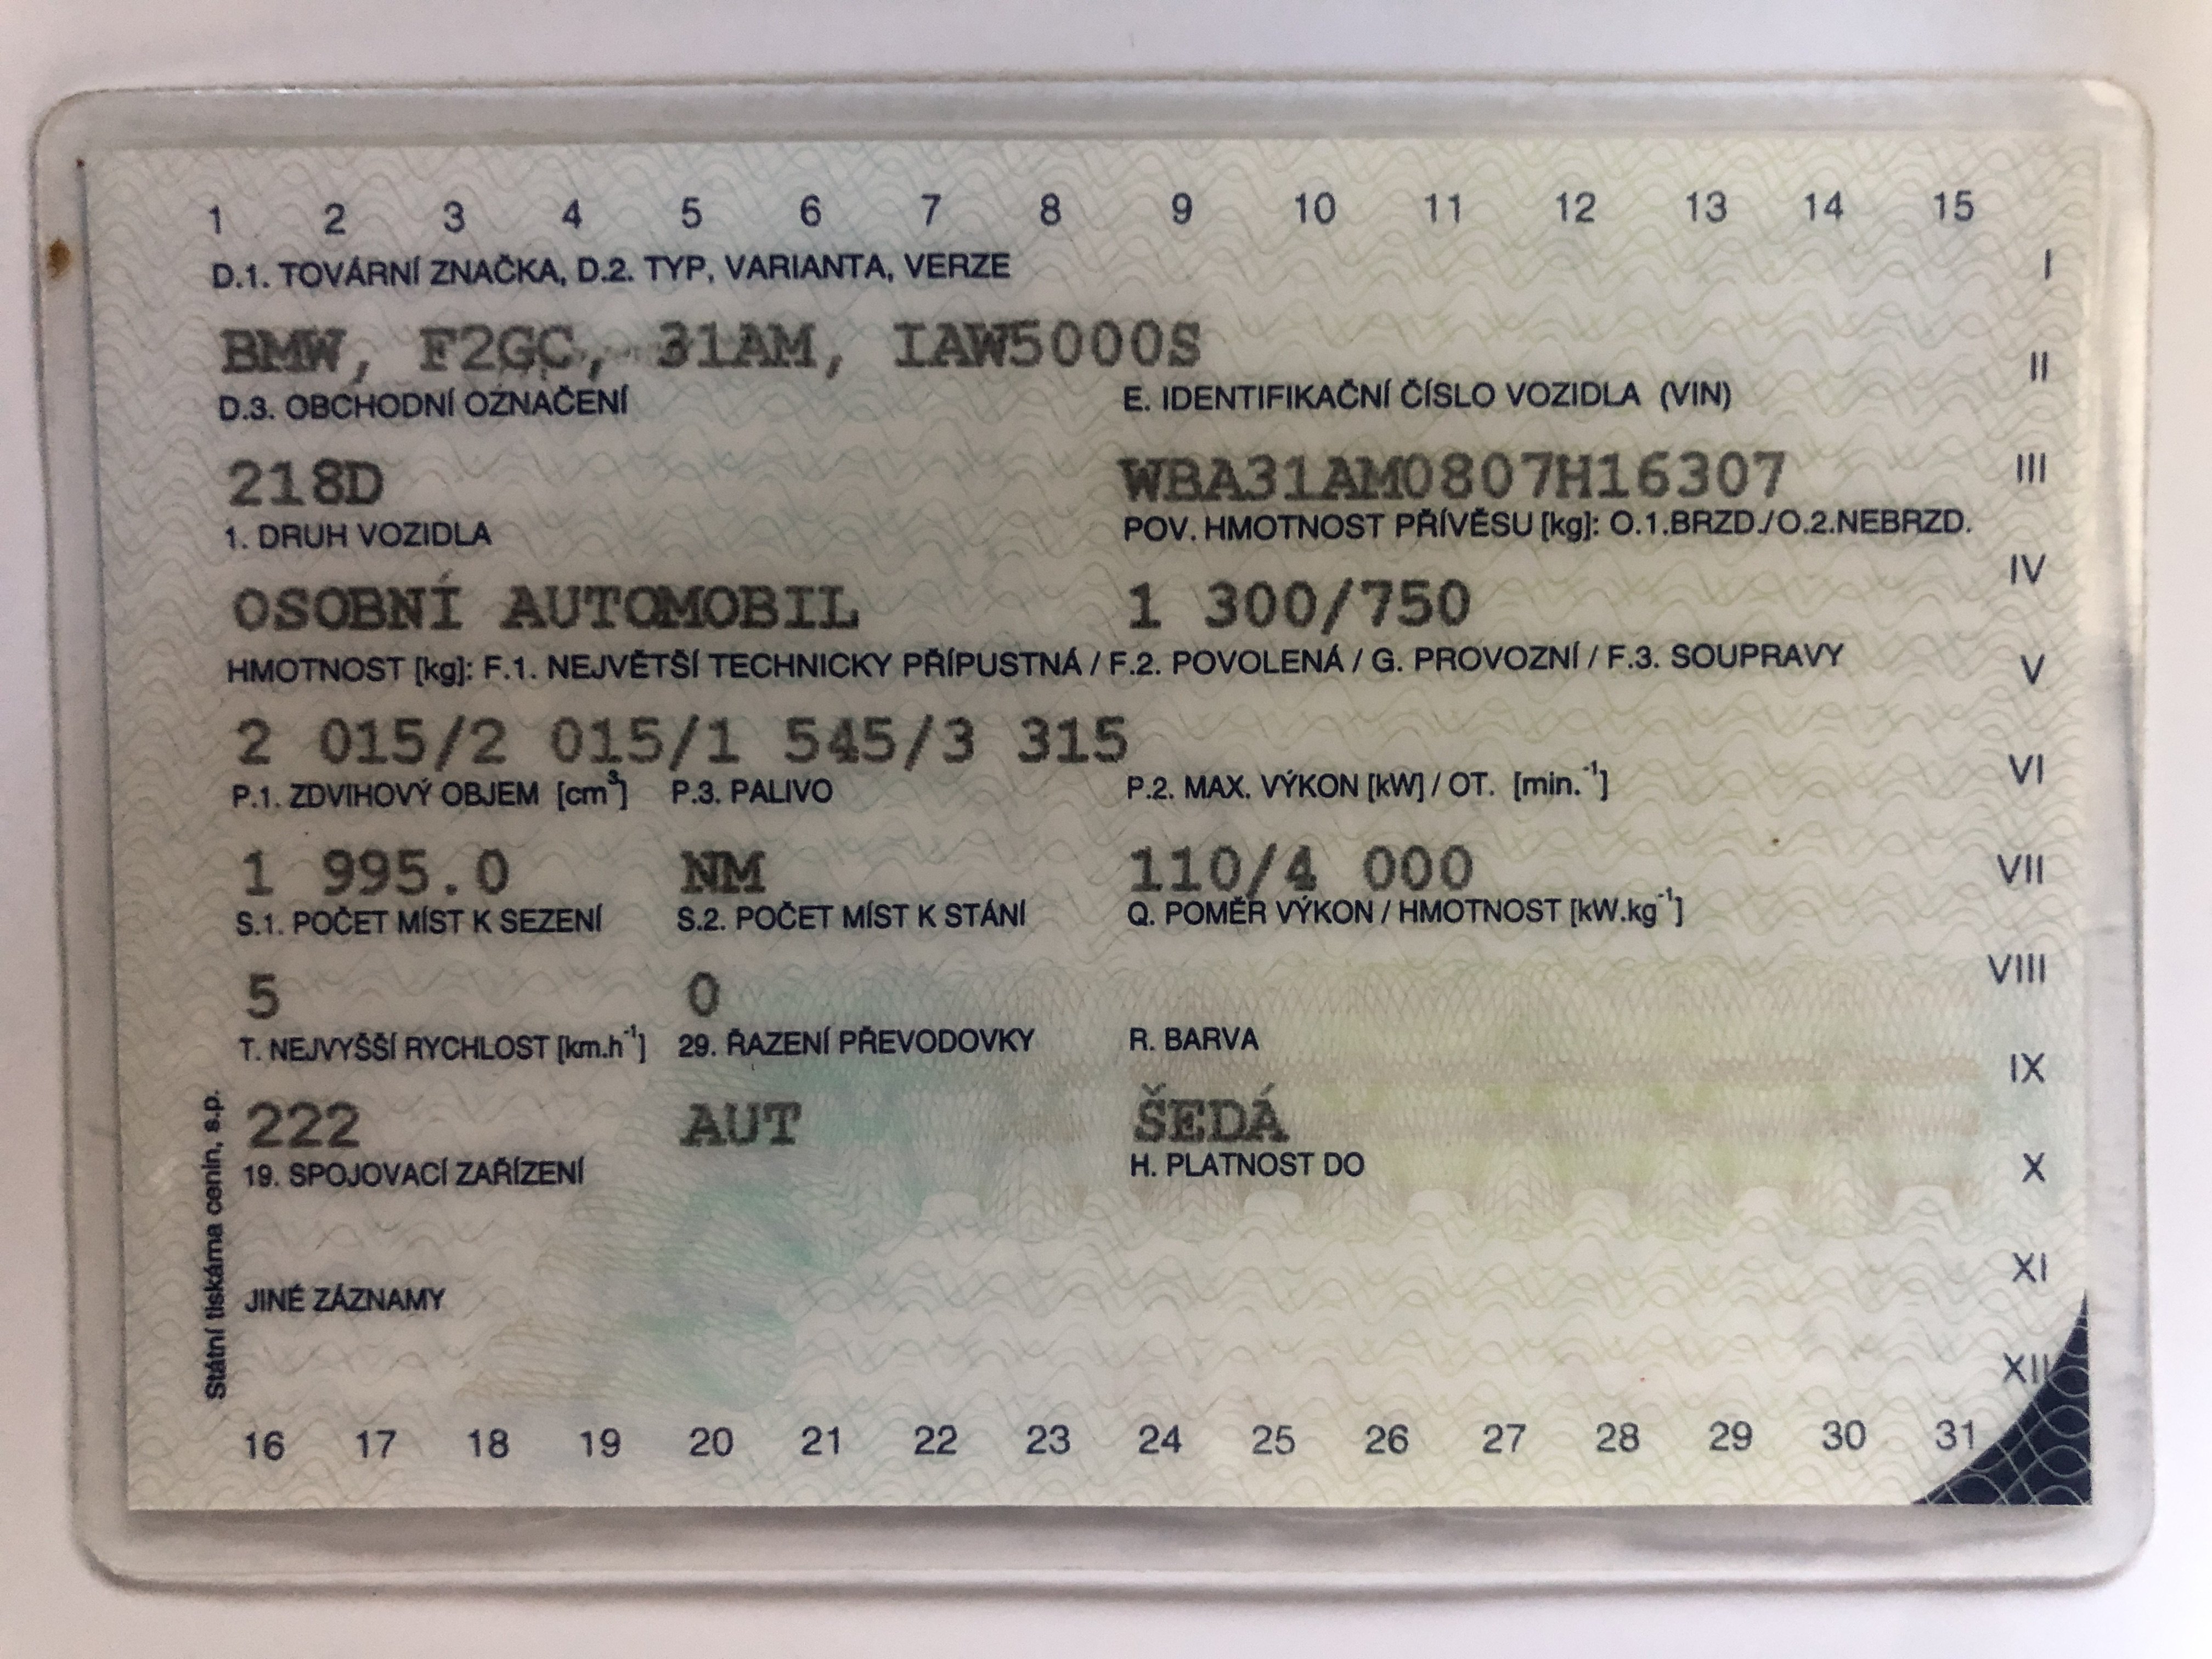 1 2 3 4 5 6 7 8 9 10 11 12 13 14 15
D.1. TOVÁRNÍ ZNAČKA, D.2. TYP, VARIANTA, VERZE I
BMW, F2GC, 31AM, IAW5000S II
D.3. OBCHODNÍ OZNAČENÍ E. IDENTIFIKAČNÍ ČÍSLO VOZIDLA (VIN)
218D WBA31AM0807H16307 III
1. DRUH VOZIDLA POV. HMOTNOST PŘÍVĚSU [kg]: O.1.BRZD./O.2.NEBRZD.
OSOBNÍ AUTOMOBIL 1 300/750 IV
HMOTNOST [kg]: F.1. NEJVĚTŠÍ TECHNICKY PŘÍPUSTNÁ / F.2. POVOLENÁ / G. PROVOZNÍ / F.3. SOUPRAVY V
2 015/2 015/1 545/3 315
P.1. ZDVIHOVÝ OBJEM [cm³] P.3. PALIVO P.2. MAX. VÝKON [kW] / OT. [min.⁻¹] VI
1 995.0 NM 110/4 000 VII
S.1. POČET MÍST K SEZENÍ S.2. POČET MÍST K STÁNÍ Q. POMĚR VÝKON / HMOTNOST [kW.kg⁻¹]
5 0 VIII
T. NEJVYŠŠÍ RYCHLOST [km.h⁻¹] 29. ŘAZENÍ PŘEVODOVKY R. BARVA IX
222 AUT ŠEDÁ
19. SPOJOVACÍ ZAŘÍZENÍ H. PLATNOST DO X
XI
JINÉ ZÁZNAMY
XII
Státní tiskárna cenin, s.p.
16 17 18 19 20 21 22 23 24 25 26 27 28 29 30 31